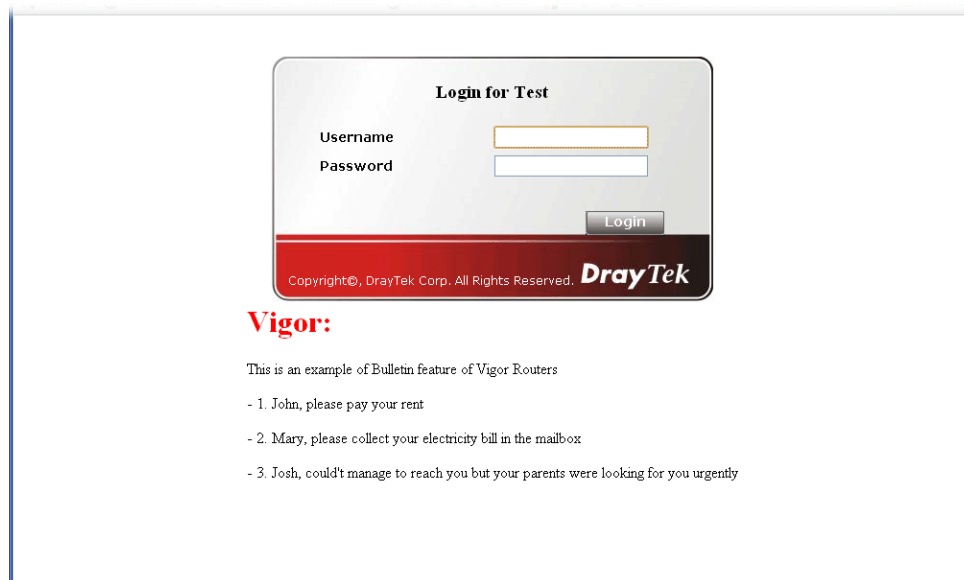 Login for Test
Username
Password
Login
Copyright©, DrayTek Corp. All Rights Reserved. DrayTek
Vigor:
This is an example of Bulletin feature of Vigor Routers
- 1. John, please pay your rent
- 2. Mary, please collect your electricity bill in the mailbox
- 3. Josh, could't manage to reach you but your parents were looking for you urgently